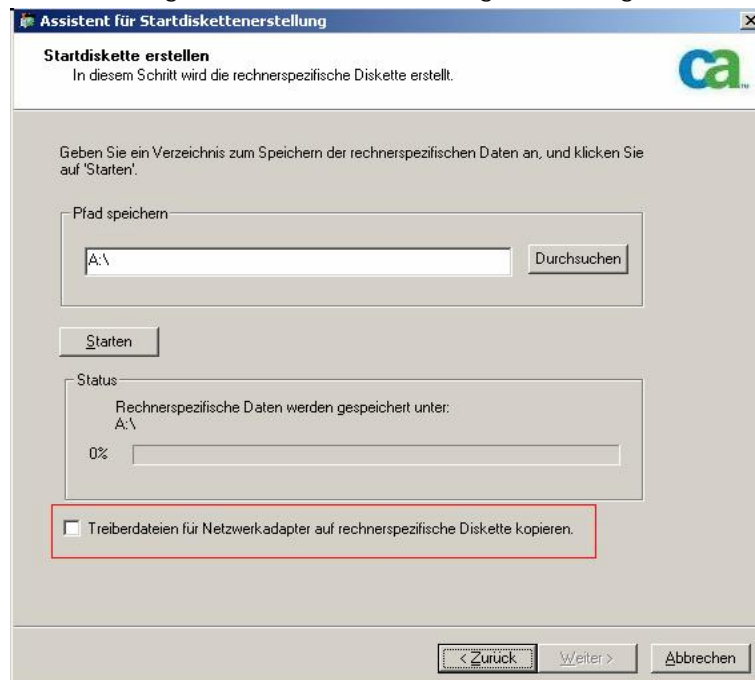 Assistent für Startdiskettenerstellung
Startdiskette erstellen
In diesem Schritt wird die rechnerspezifische Diskette erstellt.
ca
Geben Sie ein Verzeichnis zum Speichern der rechnerspezifischen Daten an, und klicken Sie
auf 'Starten'.
Pfad speichern
A:\
Durchsuchen
Starten
Status
Rechnerspezifische Daten werden gespeichert unter:
A:\
0%
Treiberdateien für Netzwerkadapter auf rechnerspezifische Diskette kopieren.
< Zurück
Weiter >
Abbrechen